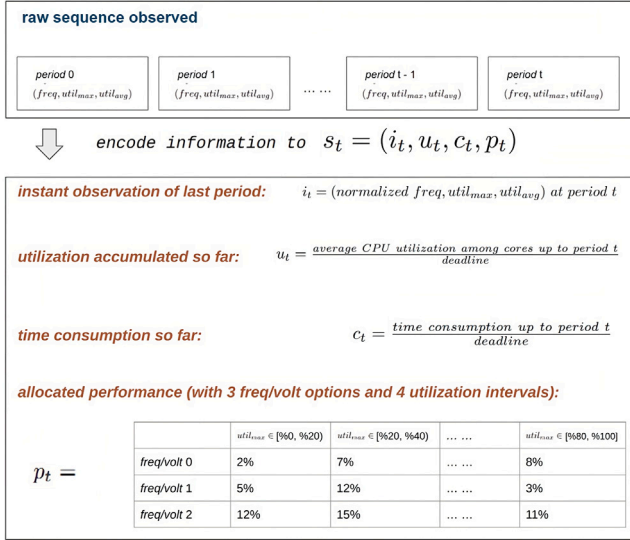 raw sequence observed
period 0 period 1 period t - 1 period t
(freq, util_max, util_avg) (freq, util_max, util_avg) ... ... (freq, util_max, util_avg) (freq, util_max, util_avg)
encode information to s_t = (i_t, u_t, c_t, p_t)
instant observation of last period: i_t = (normalized freq, util_max, util_avg) at period t
utilization accumulated so far: u_t = average CPU utilization among cores up to period t / deadline
time consumption so far: c_t = time consumption up to period t / deadline
allocated performance (with 3 freq/volt options and 4 utilization intervals):
util_max ∈ [%0, %20) util_max ∈ [%20, %40) ... ... util_max ∈ [%80, %100]
p_t =
freq/volt 0 2% 7% ... ... 8%
freq/volt 1 5% 12% ... ... 3%
freq/volt 2 12% 15% ... ... 11%